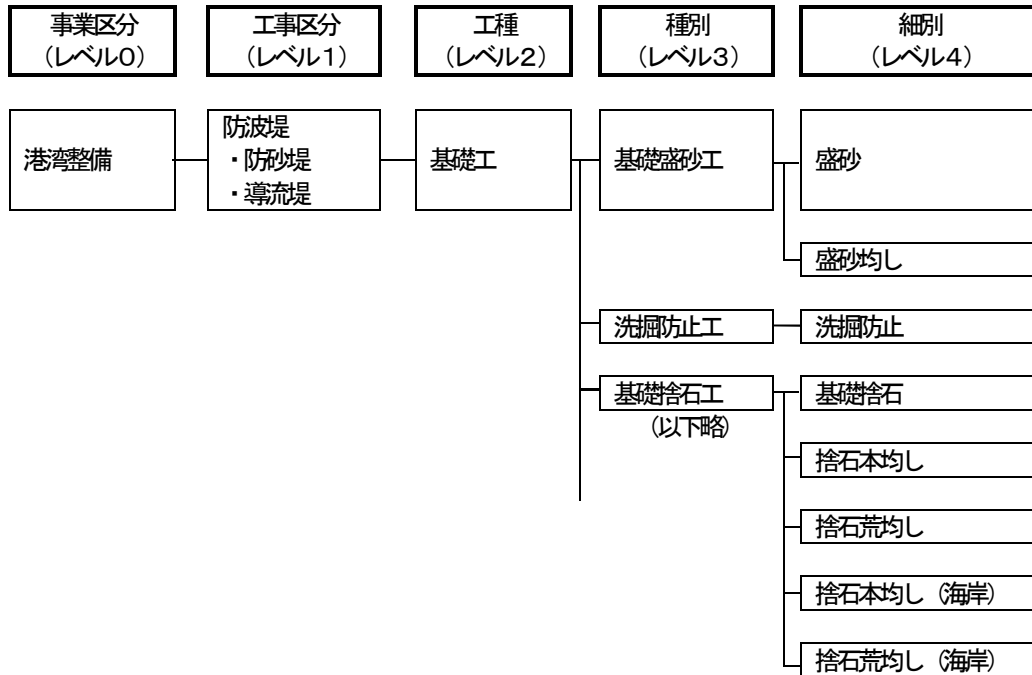 事業区分 工事区分 工種 種別 細別
(レベル0) (レベル1) (レベル2) (レベル3) (レベル4)
防波堤
港湾整備 ・防砂堤 基礎工 基礎盛砂工 盛砂
・導流堤
盛砂均し
洗掘防止工 洗掘防止
基礎捨石工 基礎捨石
(以下略)
捨石本均し
捨石荒均し
捨石本均し (海岸)
捨石荒均し (海岸)